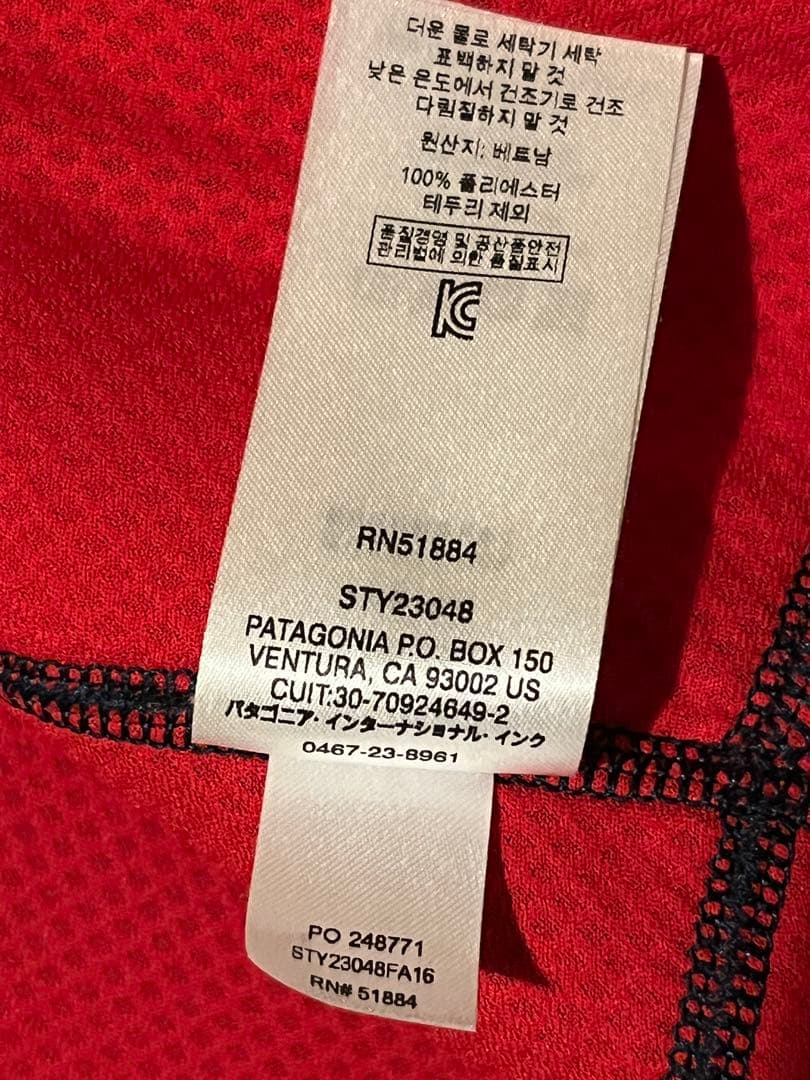 더운 물로 세탁기 세탁
표백하지 말 것
낮은 온도에서 건조기로 건조
다림질하지 말 것
원산지: 베트남
100% 폴리에스터
테두리 제외
품질경영 및 공산품안전
관리법에 의한 품질표시
KC
RN51884
STY23048
PATAGONIA P.O. BOX 150
VENTURA, CA 93002 US
CUIT:30-70924649-2
パタゴニア・インターナショナル・インク
0467-23-8961
PO 248771
STY23048FA16
RN# 51884